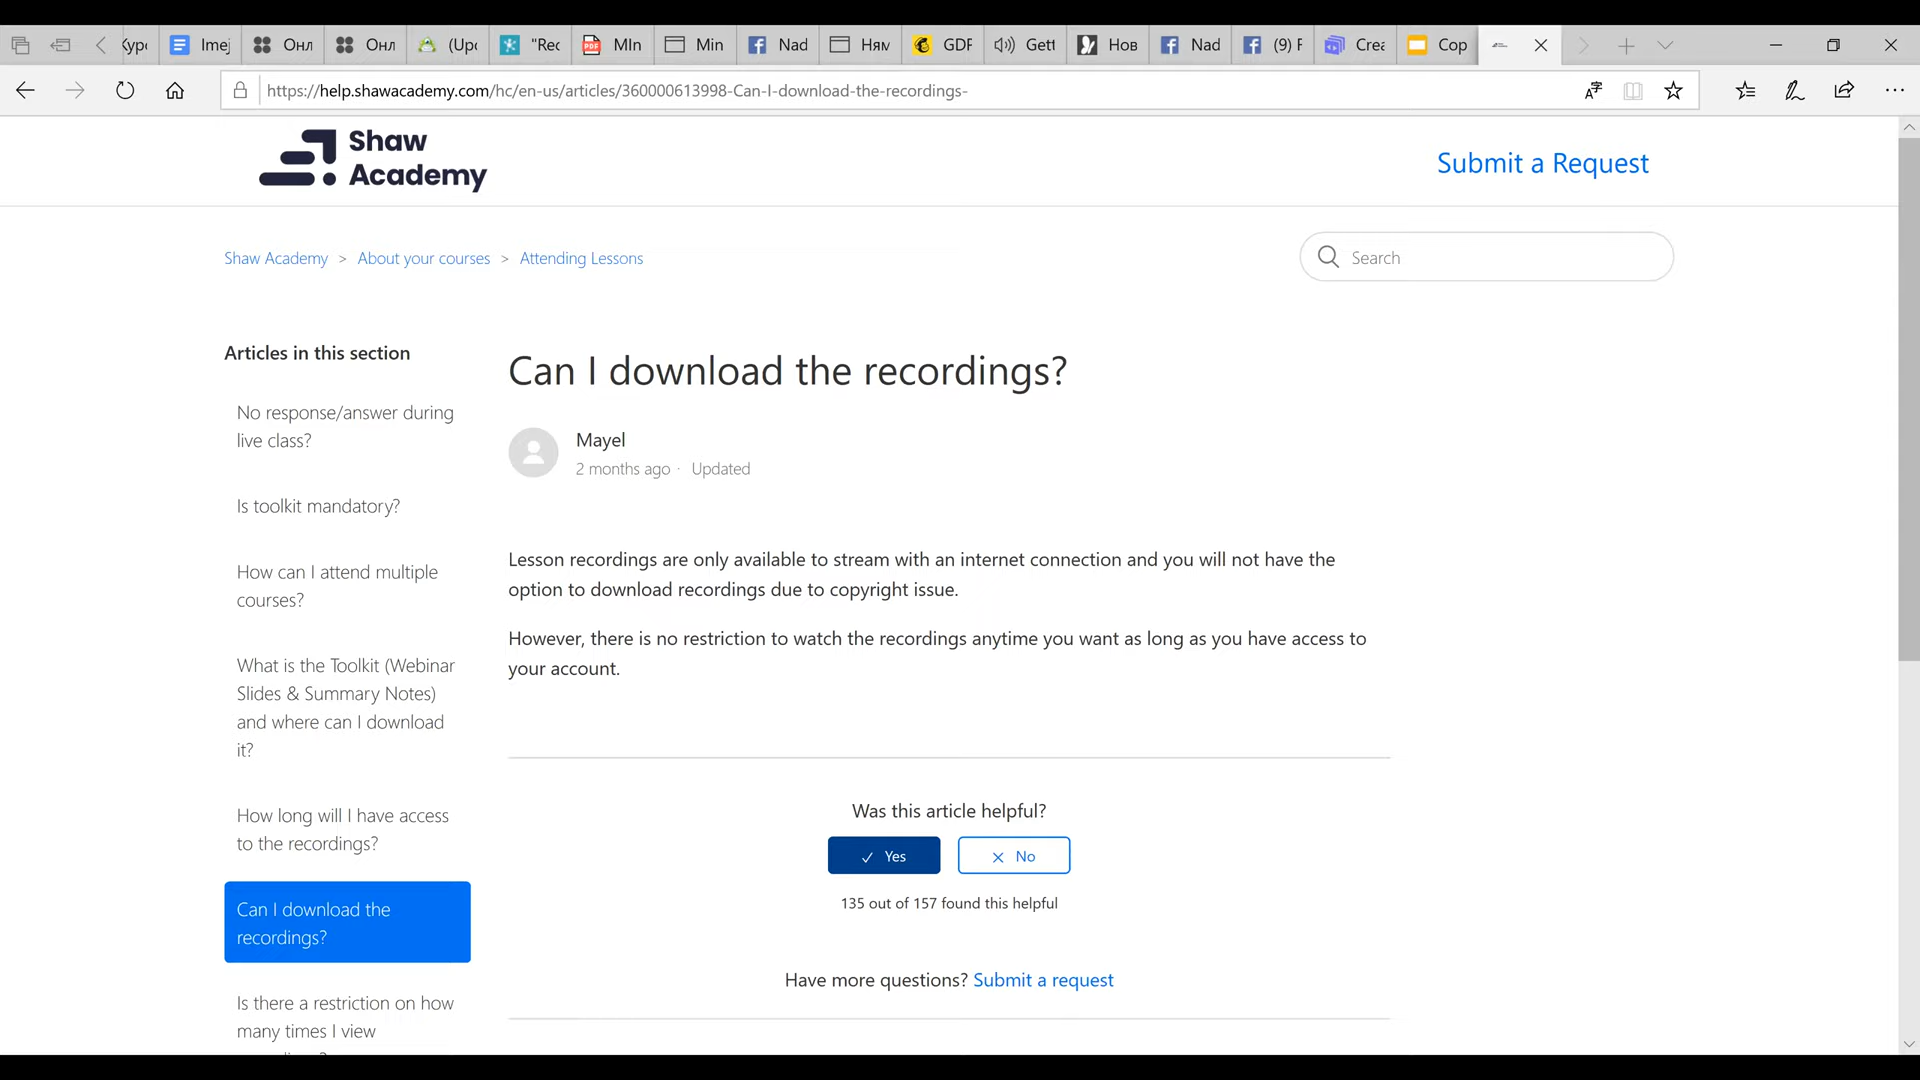 Кур
Imej
Онл
Онл
(Upc
"Rec
PDF
MIn
Min
Nad
Ням
GDF
Gett
Нов
Nad
(9) F
Crea
Cop
https://help.shawacademy.com/hc/en-us/articles/360000613998-Can-I-download-the-recordings-
Shaw
Academy
Submit a Request
Shaw Academy > About your courses > Attending Lessons
Search
Articles in this section
No response/answer during
live class?
Is toolkit mandatory?
How can I attend multiple
courses?
What is the Toolkit (Webinar
Slides & Summary Notes)
and where can I download
it?
How long will I have access
to the recordings?
Can I download the
recordings?
Is there a restriction on how
many times I view
Can I download the recordings?
Mayel
2 months ago · Updated
Lesson recordings are only available to stream with an internet connection and you will not have the
option to download recordings due to copyright issue.
However, there is no restriction to watch the recordings anytime you want as long as you have access to
your account.
Was this article helpful?
Yes
No
135 out of 157 found this helpful
Have more questions? Submit a request